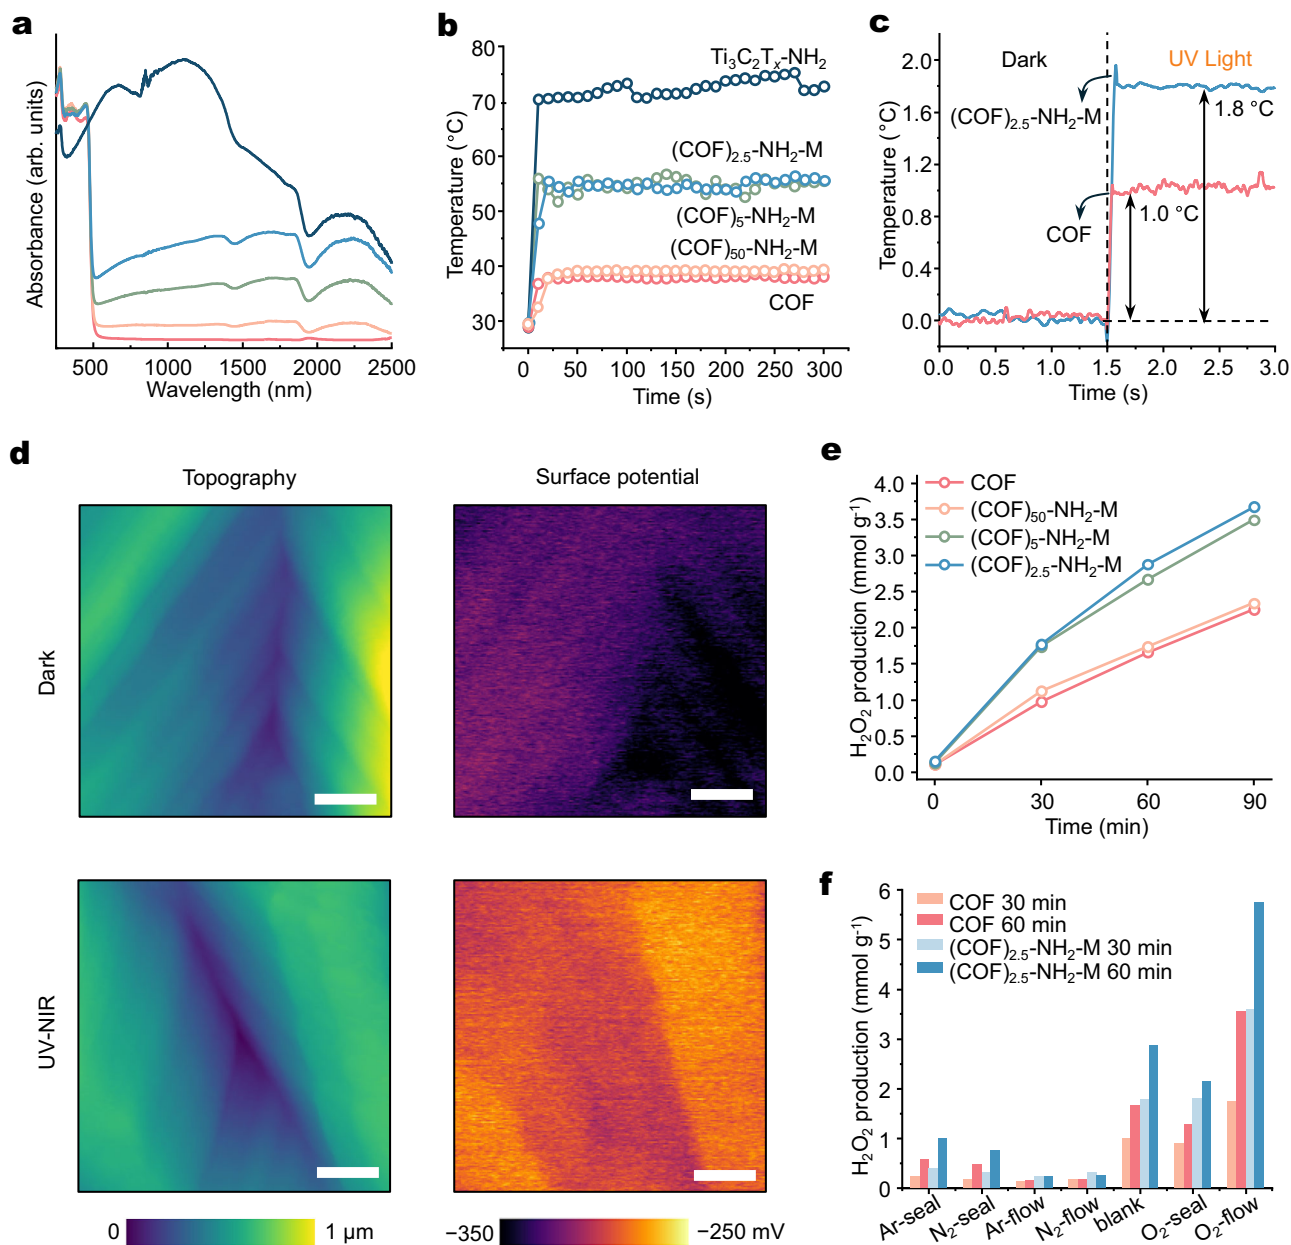 a
Absorbance (arb. units)
500 1000 1500 2000 2500
Wavelength (nm)
b
Temperature (°C)
80
70
60
50
40
30
Ti₃C₂Tₓ-NH₂
(COF)₂.₅-NH₂-M
(COF)₅-NH₂-M
(COF)₅₀-NH₂-M
COF
0 50 100 150 200 250 300
Time (s)
c
Temperature (°C)
2.0
1.6
1.2
0.8
0.4
0.0
Dark
UV Light
(COF)₂.₅-NH₂-M
1.8 °C
COF
1.0 °C
0.0 0.5 1.0 1.5 2.0 2.5 3.0
Time (s)
d
Topography
Surface potential
Dark
UV-NIR
0 1 µm
−350 −250 mV
e
H₂O₂ production (mmol g⁻¹)
4.0
3.5
3.0
2.5
2.0
1.5
1.0
0.5
0.0
COF
(COF)₅₀-NH₂-M
(COF)₅-NH₂-M
(COF)₂.₅-NH₂-M
0 30 60 90
Time (min)
f
H₂O₂ production (mmol g⁻¹)
6
5
4
3
2
1
0
COF 30 min
COF 60 min
(COF)₂.₅-NH₂-M 30 min
(COF)₂.₅-NH₂-M 60 min
Ar-seal
N₂-seal
Ar-flow
N₂-flow
blank
O₂-seal
O₂-flow